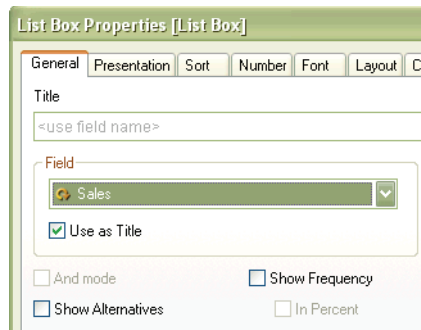 List Box Properties [List Box]
General Presentation Sort Number Font Layout C
Title
<use field name>
Field
Sales
Use as Title
And mode Show Frequency
Show Alternatives In Percent